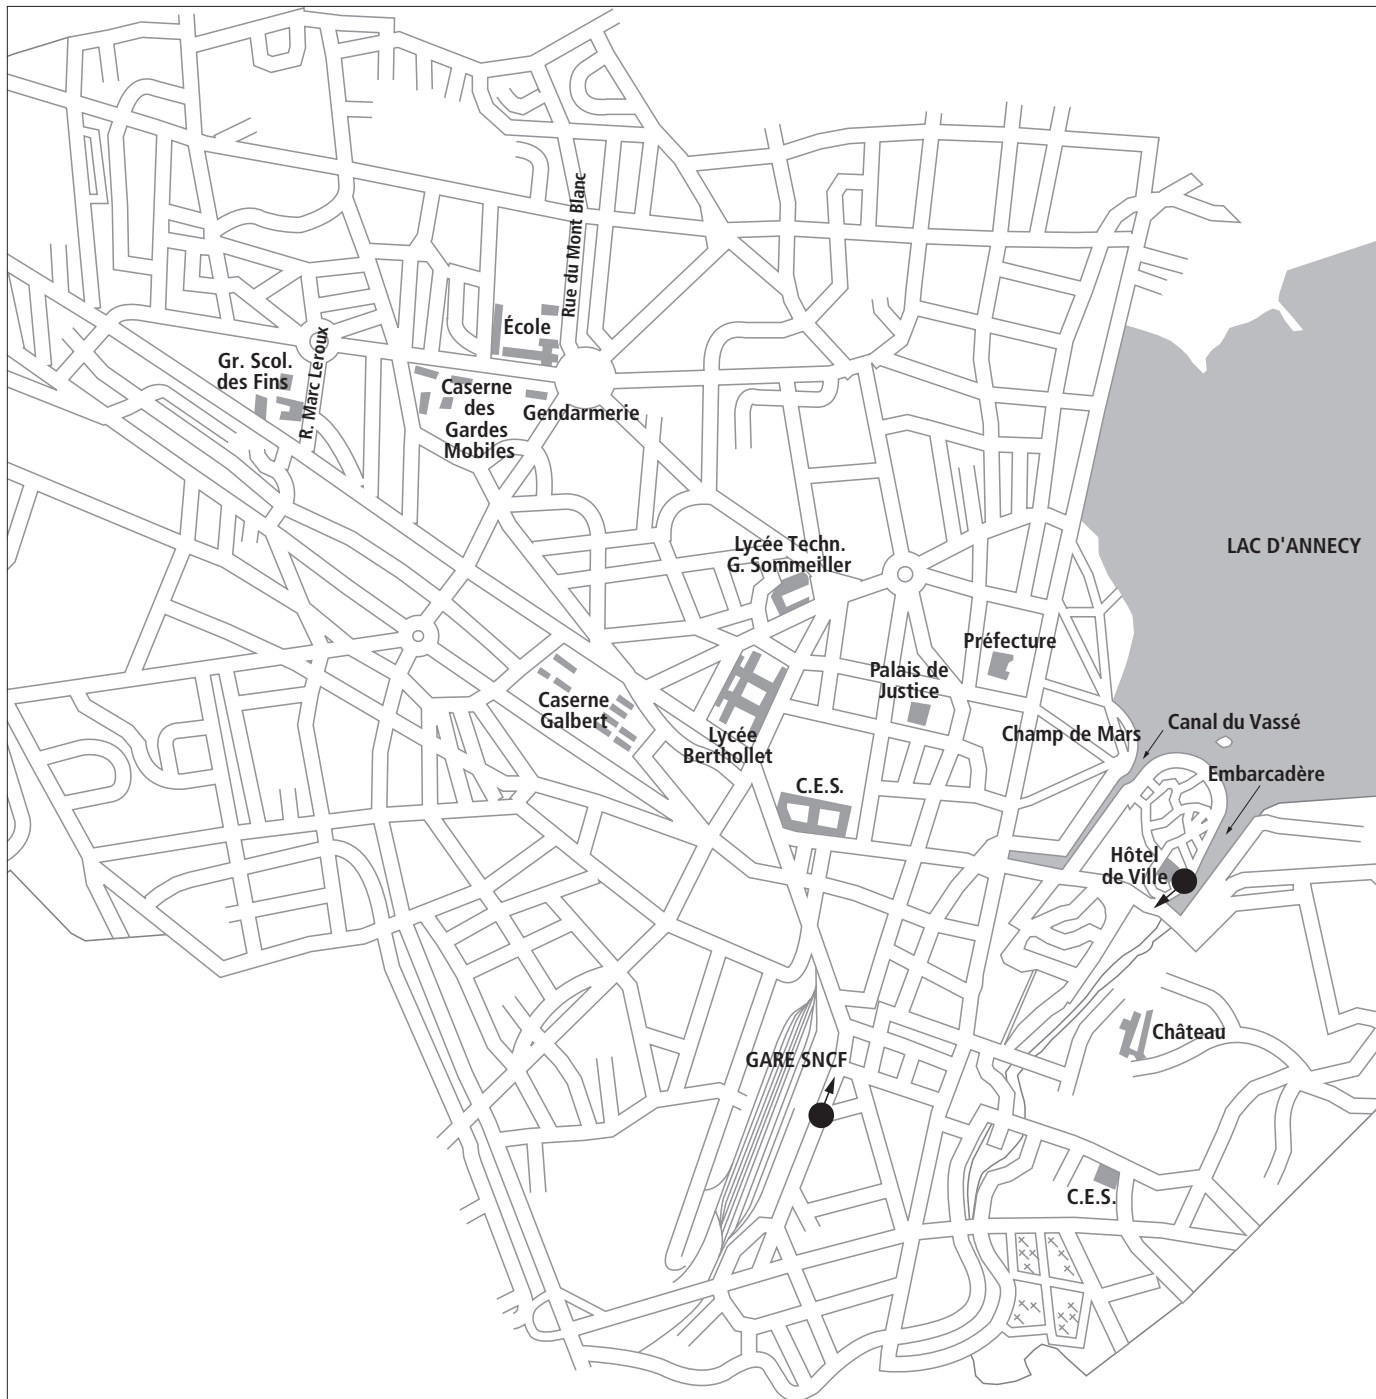 Rue du Mont Blanc
École
R. Marc Leroux
Gr. Scol.
des Fins
Caserne
des
Gardes
Mobiles
Gendarmerie
Lycée Techn.
G. Sommeiller
LAC D'ANNECY
Préfecture
Palais de
Justice
Caserne
Galbert
Lycée
Berthollet
Champ de Mars
Canal du Vassé
Embarcadère
C.E.S.
Hôtel
de Ville
Château
GARE SNCF
C.E.S.